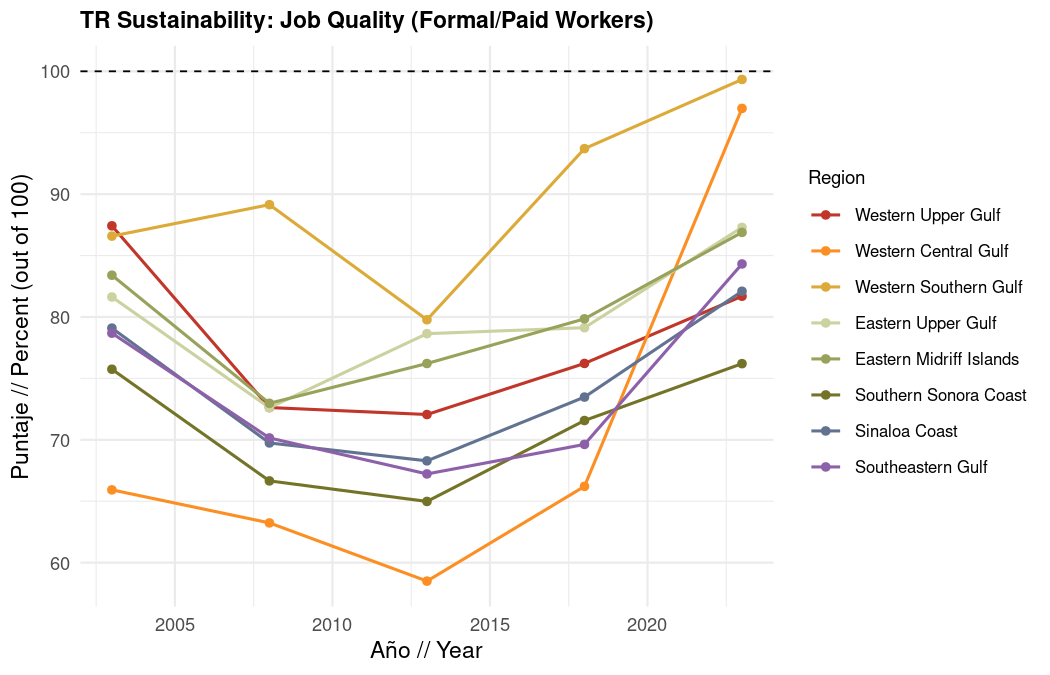 TR Sustainability: Job Quality (Formal/Paid Workers)
Puntaje // Percent (out of 100)
100
90
80
70
60
2005 2010 2015 2020
Año // Year
Region
Western Upper Gulf
Western Central Gulf
Western Southern Gulf
Eastern Upper Gulf
Eastern Midriff Islands
Southern Sonora Coast
Sinaloa Coast
Southeastern Gulf